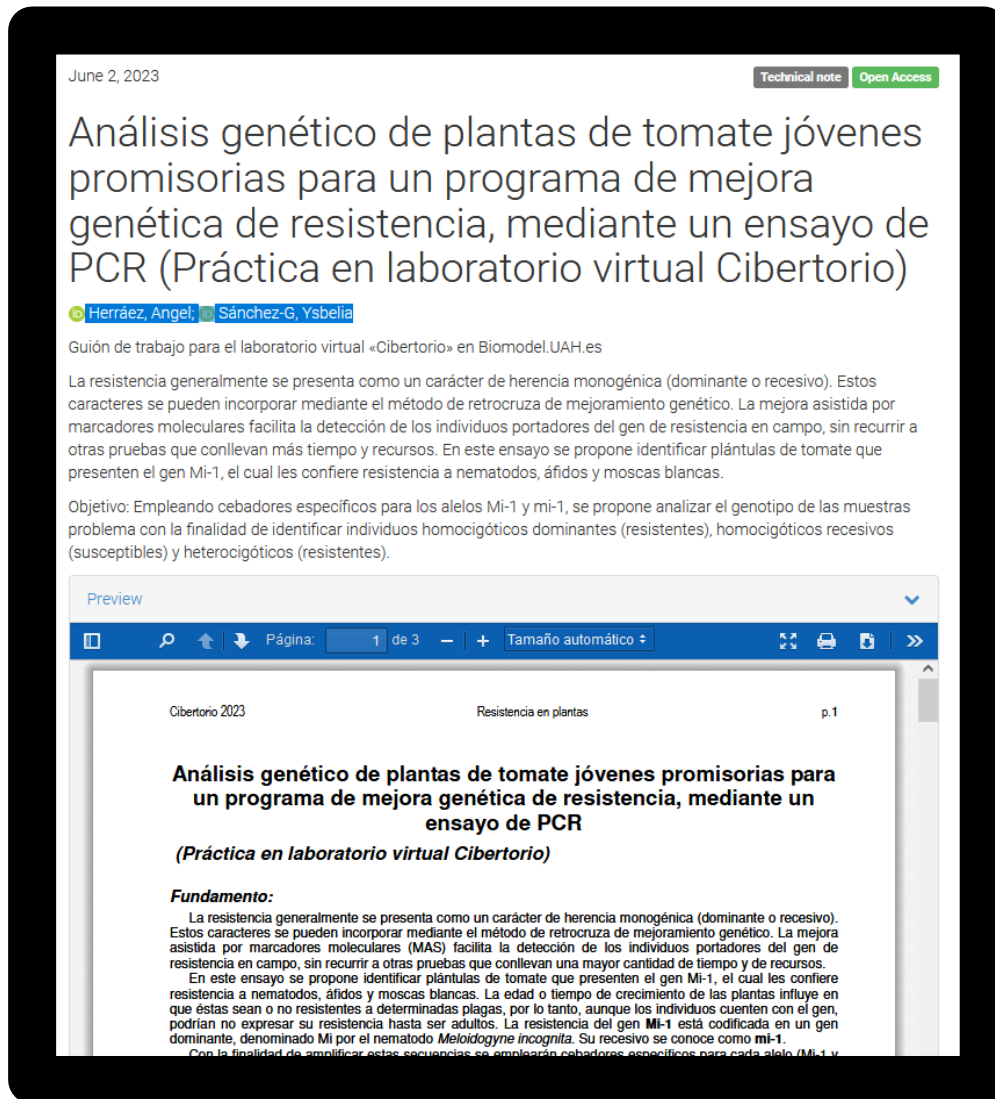 June 2, 2023
Technical note Open Access
Análisis genético de plantas de tomate jóvenes
promisorias para un programa de mejora
genética de resistencia, mediante un ensayo de
PCR (Práctica en laboratorio virtual Cibertorio)
Herráez, Angel; Sánchez-G, Ysbelia
Guión de trabajo para el laboratorio virtual «Cibertorio» en Biomodel.UAH.es
La resistencia generalmente se presenta como un carácter de herencia monogénica (dominante o recesivo). Estos
caracteres se pueden incorporar mediante el método de retrocruza de mejoramiento genético. La mejora asistida por
marcadores moleculares facilita la detección de los individuos portadores del gen de resistencia en campo, sin recurrir a
otras pruebas que conllevan más tiempo y recursos. En este ensayo se propone identificar plántulas de tomate que
presenten el gen Mi-1, el cual les confiere resistencia a nematodos, áfidos y moscas blancas.
Objetivo: Empleando cebadores específicos para los alelos Mi-1 y mi-1, se propone analizar el genotipo de las muestras
problema con la finalidad de identificar individuos homocigóticos dominantes (resistentes), homocigóticos recesivos
(susceptibles) y heterocigóticos (resistentes).
Preview
Página: 1 de 3 Tamaño automático
Cibertorio 2023 Resistencia en plantas p.1
Análisis genético de plantas de tomate jóvenes promisorias para
un programa de mejora genética de resistencia, mediante un
ensayo de PCR
(Práctica en laboratorio virtual Cibertorio)
Fundamento:
La resistencia generalmente se presenta como un carácter de herencia monogénica (dominante o recesivo).
Estos caracteres se pueden incorporar mediante el método de retrocruza de mejoramiento genético. La mejora
asistida por marcadores moleculares (MAS) facilita la detección de los individuos portadores del gen de
resistencia en campo, sin recurrir a otras pruebas que conllevan una mayor cantidad de tiempo y de recursos.
En este ensayo se propone identificar plántulas de tomate que presenten el gen Mi-1, el cual les confiere
resistencia a nematodos, áfidos y moscas blancas. La edad o tiempo de crecimiento de las plantas influye en
que éstas sean o no resistentes a determinadas plagas, por lo tanto, aunque los individuos cuenten con el gen,
podrían no expresar su resistencia hasta ser adultos. La resistencia del gen Mi-1 está codificada en un gen
dominante, denominado Mi por el nematodo Meloidogyne incognita. Su recesivo se conoce como mi-1.
Con la finalidad de amplificar estas secuencias se emplearán cebadores específicos para cada alelo (Mi-1 y